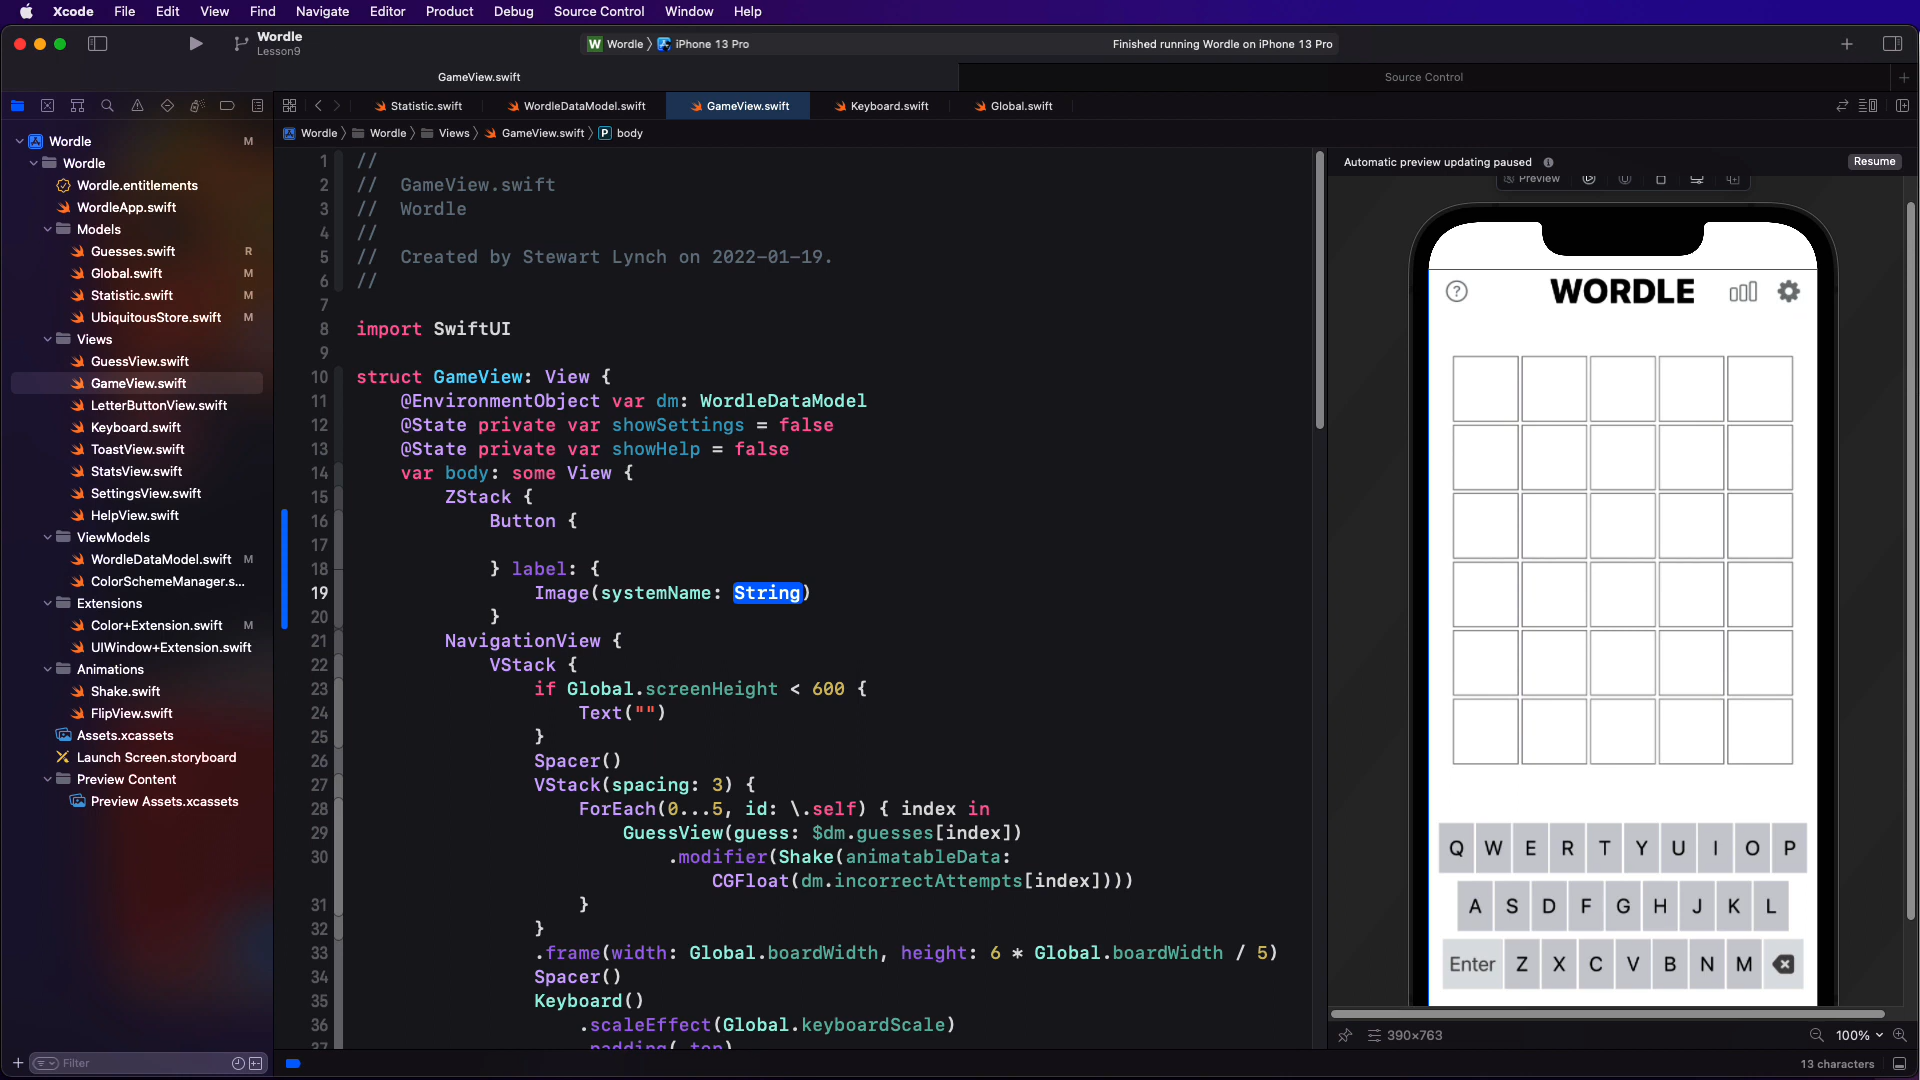 Xcode File Edit View Find Navigate Editor Product Debug Source Control Window Help
Wordle
Lesson9
W Wordle iPhone 13 Pro
Finished running Wordle on iPhone 13 Pro
GameView.swift
Source Control
Statistic.swift WordleDataModel.swift GameView.swift Keyboard.swift Global.swift
Wordle Wordle Views GameView.swift P body
Wordle M
Wordle
Wordle.entitlements
WordleApp.swift
Models
Guesses.swift R
Global.swift M
Statistic.swift M
UbiquitousStore.swift M
Views
GuessView.swift
GameView.swift
LetterButtonView.swift
Keyboard.swift
ToastView.swift
StatsView.swift
SettingsView.swift
HelpView.swift
ViewModels
WordleDataModel.swift M
ColorSchemeManager.s...
Extensions
Color+Extension.swift M
UIWindow+Extension.swift
Animations
Shake.swift
FlipView.swift
Assets.xcassets
Launch Screen.storyboard
Preview Content
Preview Assets.xcassets
Filter
1 //
2 //  GameView.swift
3 //  Wordle
4 //
5 //  Created by Stewart Lynch on 2022-01-19.
6 //
7
8 import SwiftUI
9
10 struct GameView: View {
11 @EnvironmentObject var dm: WordleDataModel
12 @State private var showSettings = false
13 @State private var showHelp = false
14 var body: some View {
15 ZStack {
16 Button {
17
18 } label: {
19 Image(systemName: String)
20 }
21 NavigationView {
22 VStack {
23 if Global.screenHeight < 600 {
24 Text("")
25 }
26 Spacer()
27 VStack(spacing: 3) {
28 ForEach(0...5, id: \.self) { index in
29 GuessView(guess: $dm.guesses[index])
30 .modifier(Shake(animatableData:
CGFloat(dm.incorrectAttempts[index])))
31 }
32 }
33 .frame(width: Global.boardWidth, height: 6 * Global.boardWidth / 5)
34 Spacer()
35 Keyboard()
36 .scaleEffect(Global.keyboardScale)
37 .padding(.top)
Automatic preview updating paused
Resume
Preview
? WORDLE
Q W E R T Y U I O P
A S D F G H J K L
Enter Z X C V B N M
390×763
100%
13 characters